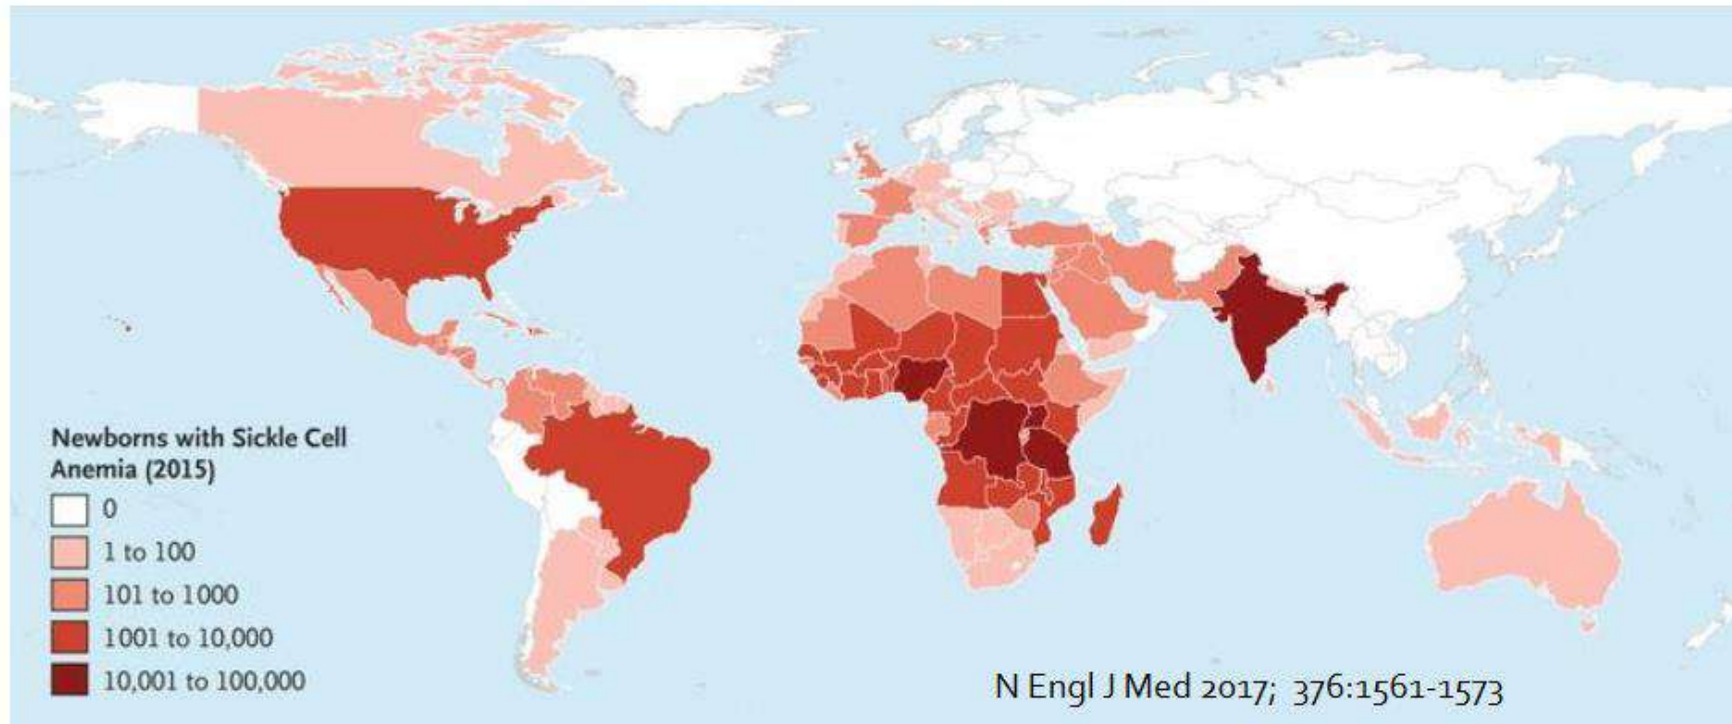 Newborns with Sickle Cell
Anemia (2015)
0
1 to 100
101 to 1000
1001 to 10,000
10,001 to 100,000
N Engl J Med 2017; 376:1561-1573